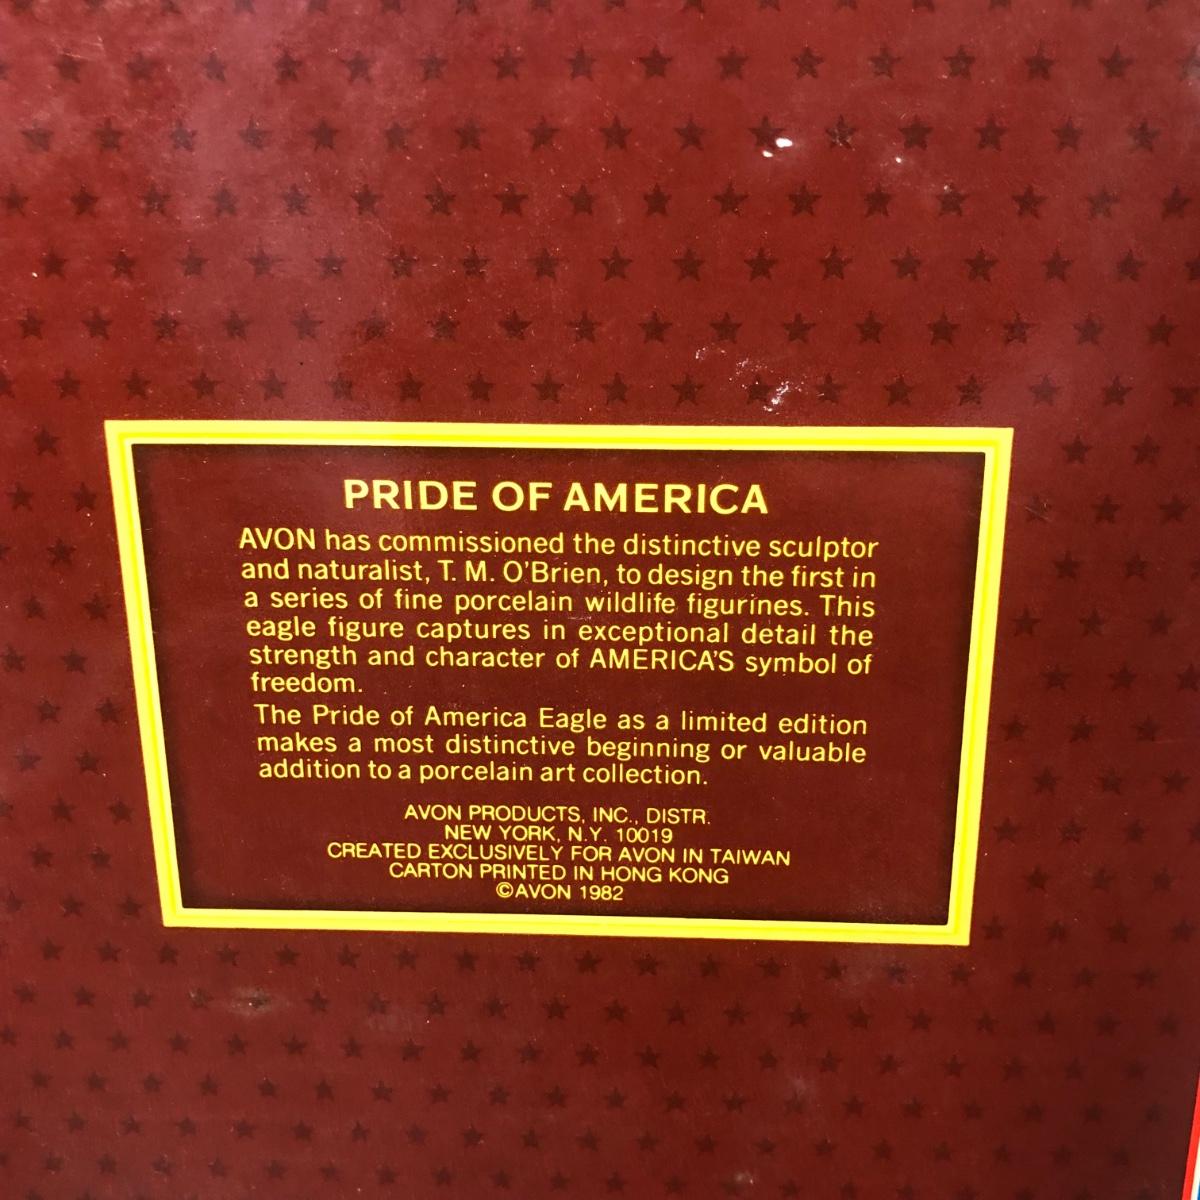 PRIDE OF AMERICA
AVON has commissioned the distinctive sculptor
and naturalist, T. M. O'Brien, to design the first in
a series of fine porcelain wildlife figurines. This
eagle figure captures in exceptional detail the
strength and character of AMERICA'S symbol of
freedom.
The Pride of America Eagle as a limited edition
makes a most distinctive beginning or valuable
addition to a porcelain art collection.
AVON PRODUCTS, INC., DISTR.
NEW YORK, N.Y. 10019
CREATED EXCLUSIVELY FOR AVON IN TAIWAN
CARTON PRINTED IN HONG KONG
©AVON 1982